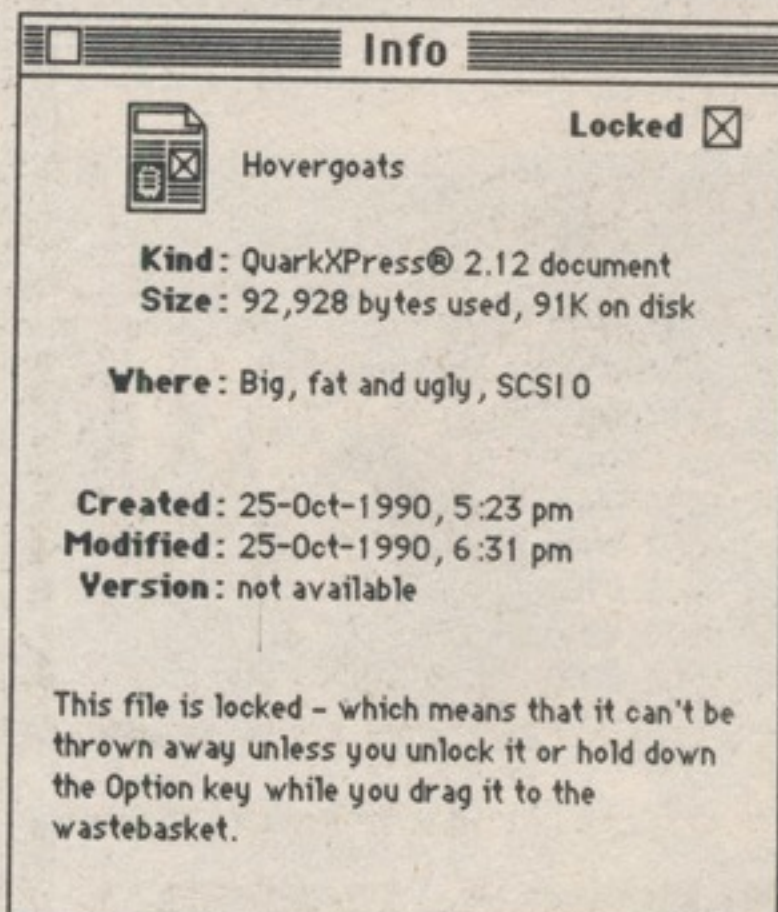 Info
Locked
Hovergoats
Kind: QuarkXPress® 2.12 document
Size: 92,928 bytes used, 91K on disk
Where: Big, fat and ugly, SCSI 0
Created: 25-Oct-1990, 5:23 pm
Modified: 25-Oct-1990, 6:31 pm
Version: not available
This file is locked – which means that it can't be
thrown away unless you unlock it or hold down
the Option key while you drag it to the
wastebasket.